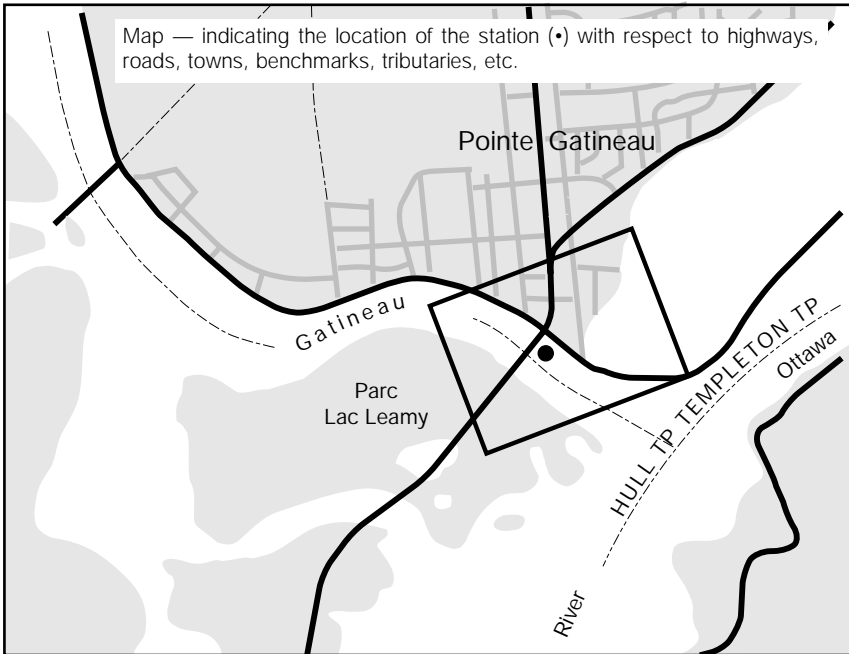 Map — indicating the location of the station (•) with respect to highways,
roads, towns, benchmarks, tributaries, etc.
Pointe Gatineau
Gatineau
Parc
Lac Leamy
HULL TP TEMPLETON TP
Ottawa
River